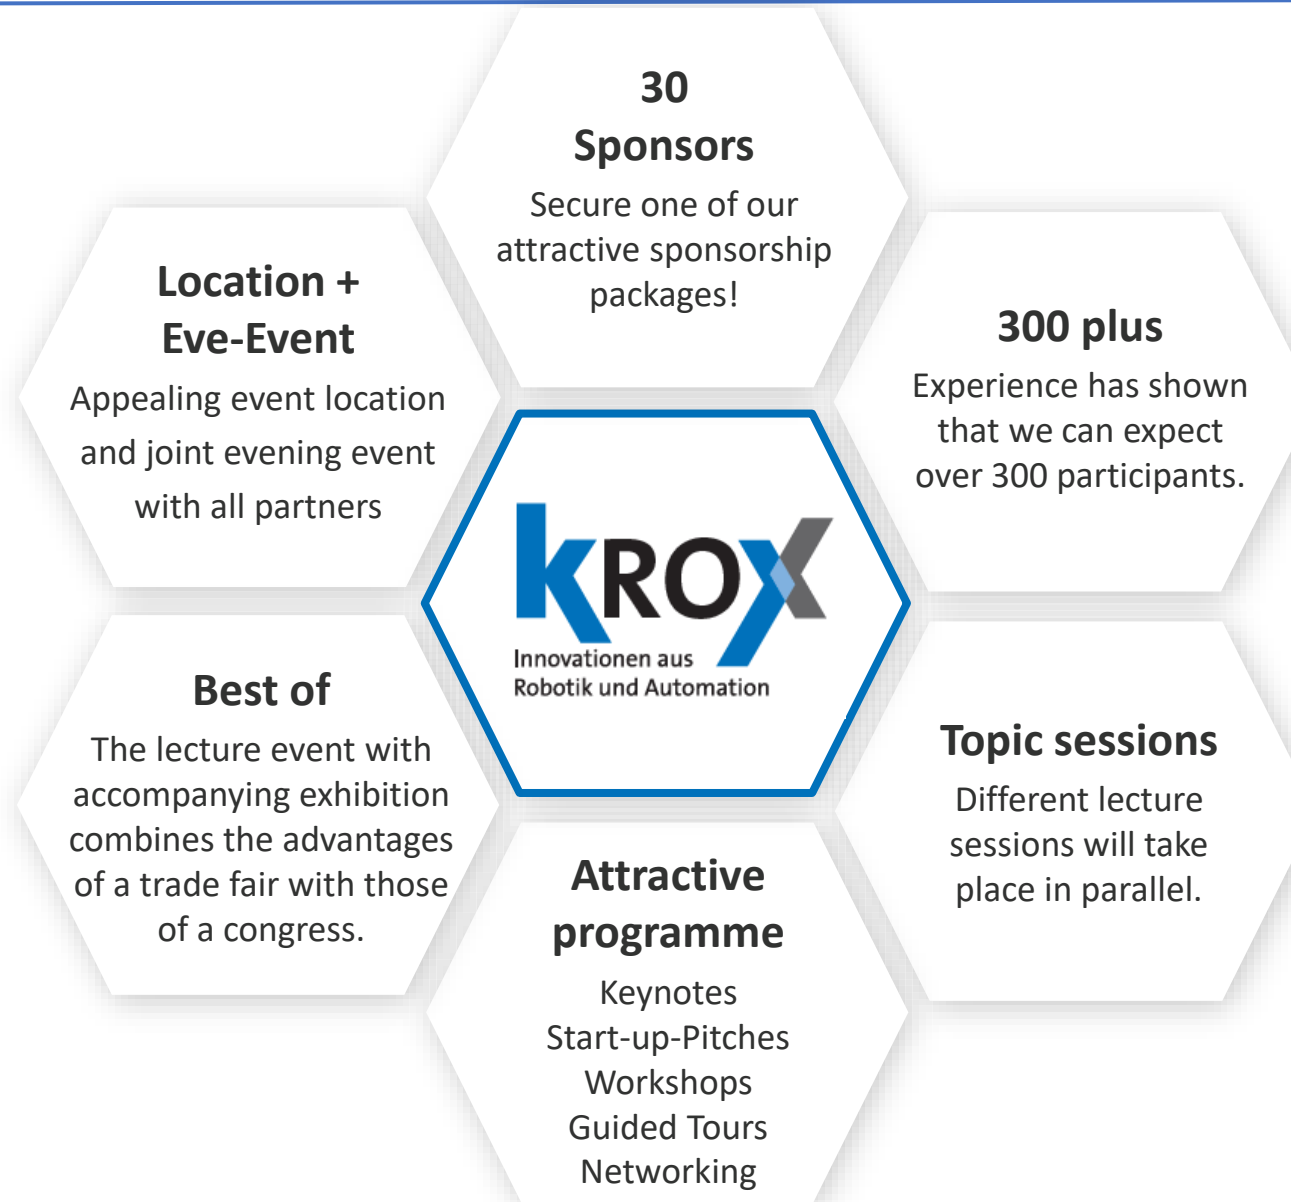 30
Sponsors
Secure one of our
attractive sponsorship
packages!
Location +
Eve-Event
Appealing event location
and joint evening event
with all partners
300 plus
Experience has shown
that we can expect
over 300 participants.
kROX
Innovationen aus
Robotik und Automation
Best of
The lecture event with
accompanying exhibition
combines the advantages
of a trade fair with those
of a congress.
Topic sessions
Different lecture
sessions will take
place in parallel.
Attractive
programme
Keynotes
Start-up-Pitches
Workshops
Guided Tours
Networking